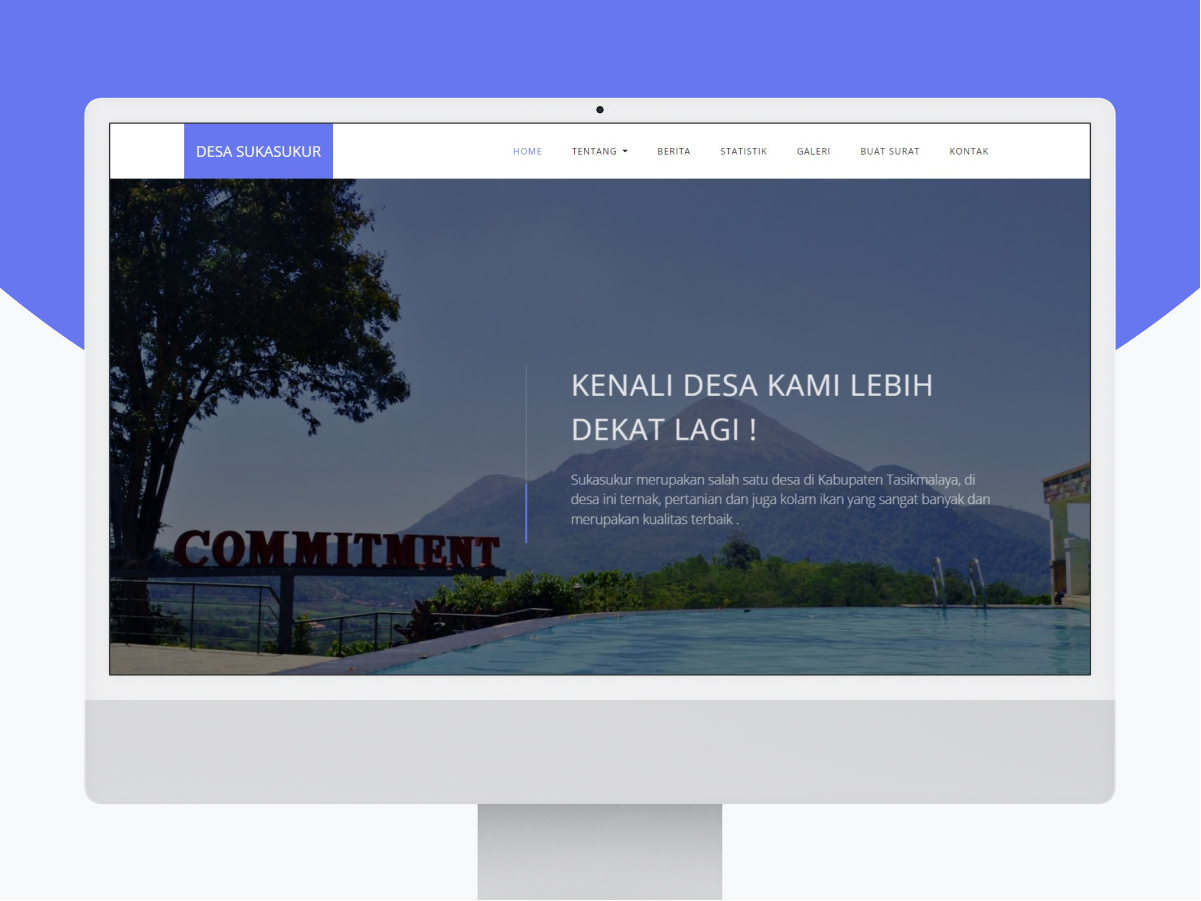 DESA SUKASUKUR
HOME TENTANG BERITA STATISTIK GALERI BUAT SURAT KONTAK
KENALI DESA KAMI LEBIH
DEKAT LAGI !
Sukasukur merupakan salah satu desa di Kabupaten Tasikmalaya, di
desa ini ternak, pertanian dan juga kolam ikan yang sangat banyak dan
merupakan kualitas terbaik .
COMMITMENT